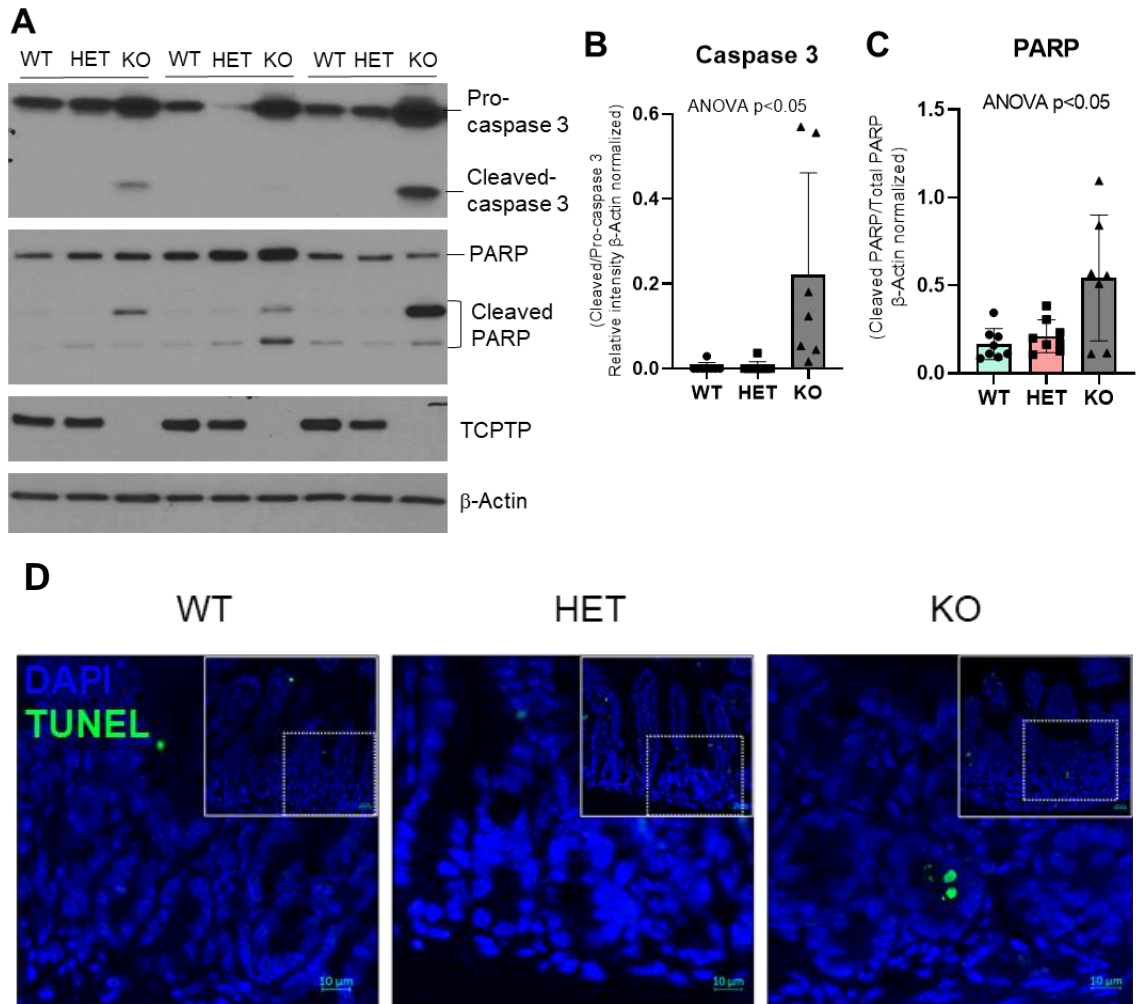 A
WT HET KO WT HET KO WT HET KO
Pro-
caspase 3
Cleaved-
caspase 3
PARP
Cleaved
PARP
TCPTP
β-Actin
B
Caspase 3
ANOVA p<0.05
(Cleaved/Pro-caspase 3
Relative intensity β-Actin normalized)
0.6
0.4
0.2
0.0
WT HET KO
C
PARP
ANOVA p<0.05
(Cleaved PARP/Total PARP
β-Actin normalized)
1.5
1.0
0.5
0.0
WT HET KO
D
WT HET KO
DAPI
TUNEL
10 µm
10 µm
10 µm